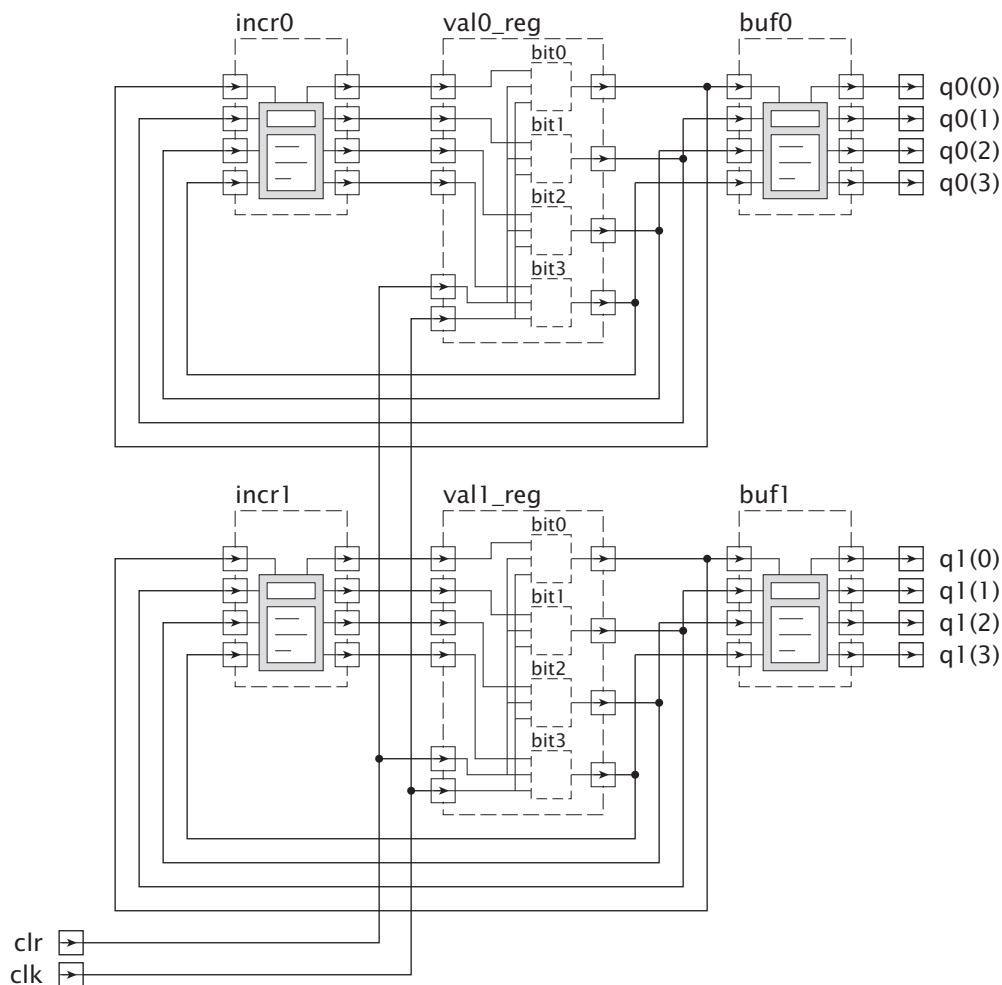 incr0 val0_reg buf0
bit0
q0(0)
bit1
q0(1)
q0(2)
q0(3)
bit2
bit3
incr1 val1_reg buf1
bit0
q1(0)
bit1
q1(1)
q1(2)
q1(3)
bit2
bit3
clr
clk